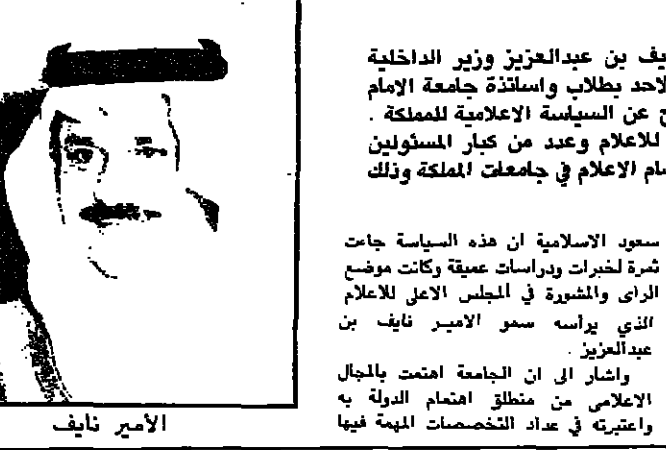 يف بن عبدالعزيز وزير الداخلية
لاحد بطلاب واساتذة جامعة الامام
ح عن السياسة الاعلامية للمملكة .
للاعلام وعدد من كبار المسئولين
سام الاعلام في جامعات المملكة وذلك
سعود الاسلامية ان هذه السياسة جاءت
ثمرة لخبرات ودراسات عميقة وكانت موضع
الراى والمشورة في المجلس الاعلى للاعلام
الذي يرأسه سمو الامير نايف بن
عبدالعزيز .
واشار الى ان الجامعة اهتمت بالمجال
الاعلامى من منطلق اهتمام الدولة به
واعتبرته في عداد التخصصات المهمة فيها
الأمير نايف